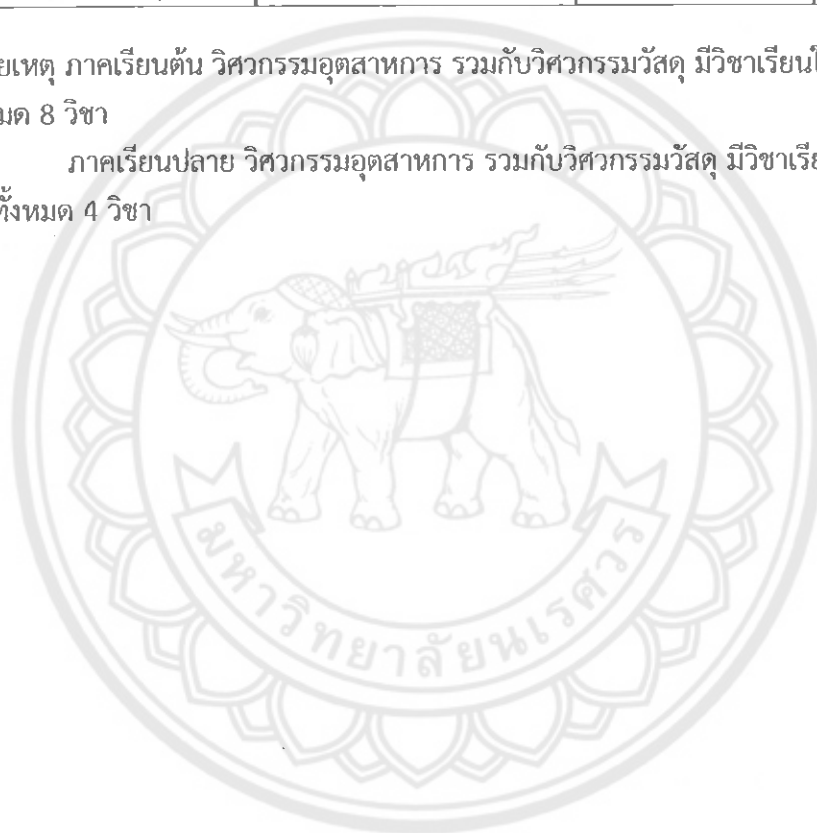 ยเหตุ ภาคเรียนต้น วิศวกรรมอุตสาหการ รวมกับวิศวกรรมวัสดุ มีวิชาเรียน
มด 8 วิชา
ภาคเรียนปลาย วิศวกรรมอุตสาหการ รวมกับวิศวกรรมวัสดุ มีวิชาเรี
ทั้งหมด 4 วิชา
มหาวิทยาลัยนเรศวร